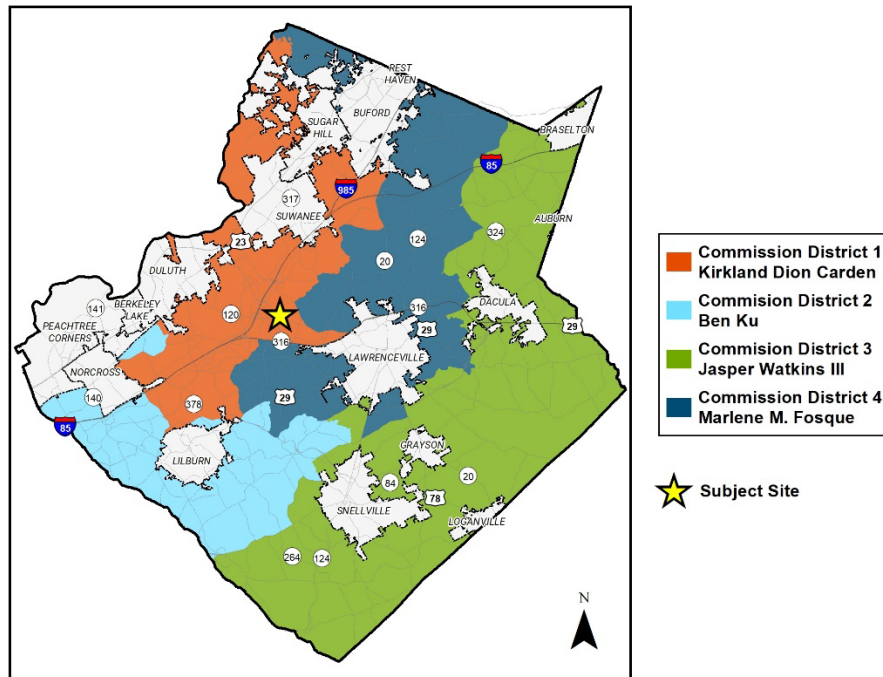 REST
HAVEN
BUFORD
SUGAR
HILL
BRASELTON
85
985
317
SUWANEE
AUBURN
23
124
324
20
DULUTH
141
BERKELEY
LAKE
PEACHTREE
CORNERS
120
316
DACULA
29
29
316
LAWRENCEVILLE
NORCROSS
140
378
29
85
LILBURN
GRAYSON
20
84
78
SNELLVILLE
LOGANVILLE
264
124
N
Commission District 1
Kirkland Dion Carden
Commision District 2
Ben Ku
Commision District 3
Jasper Watkins III
Commision District 4
Marlene M. Fosque
Subject Site